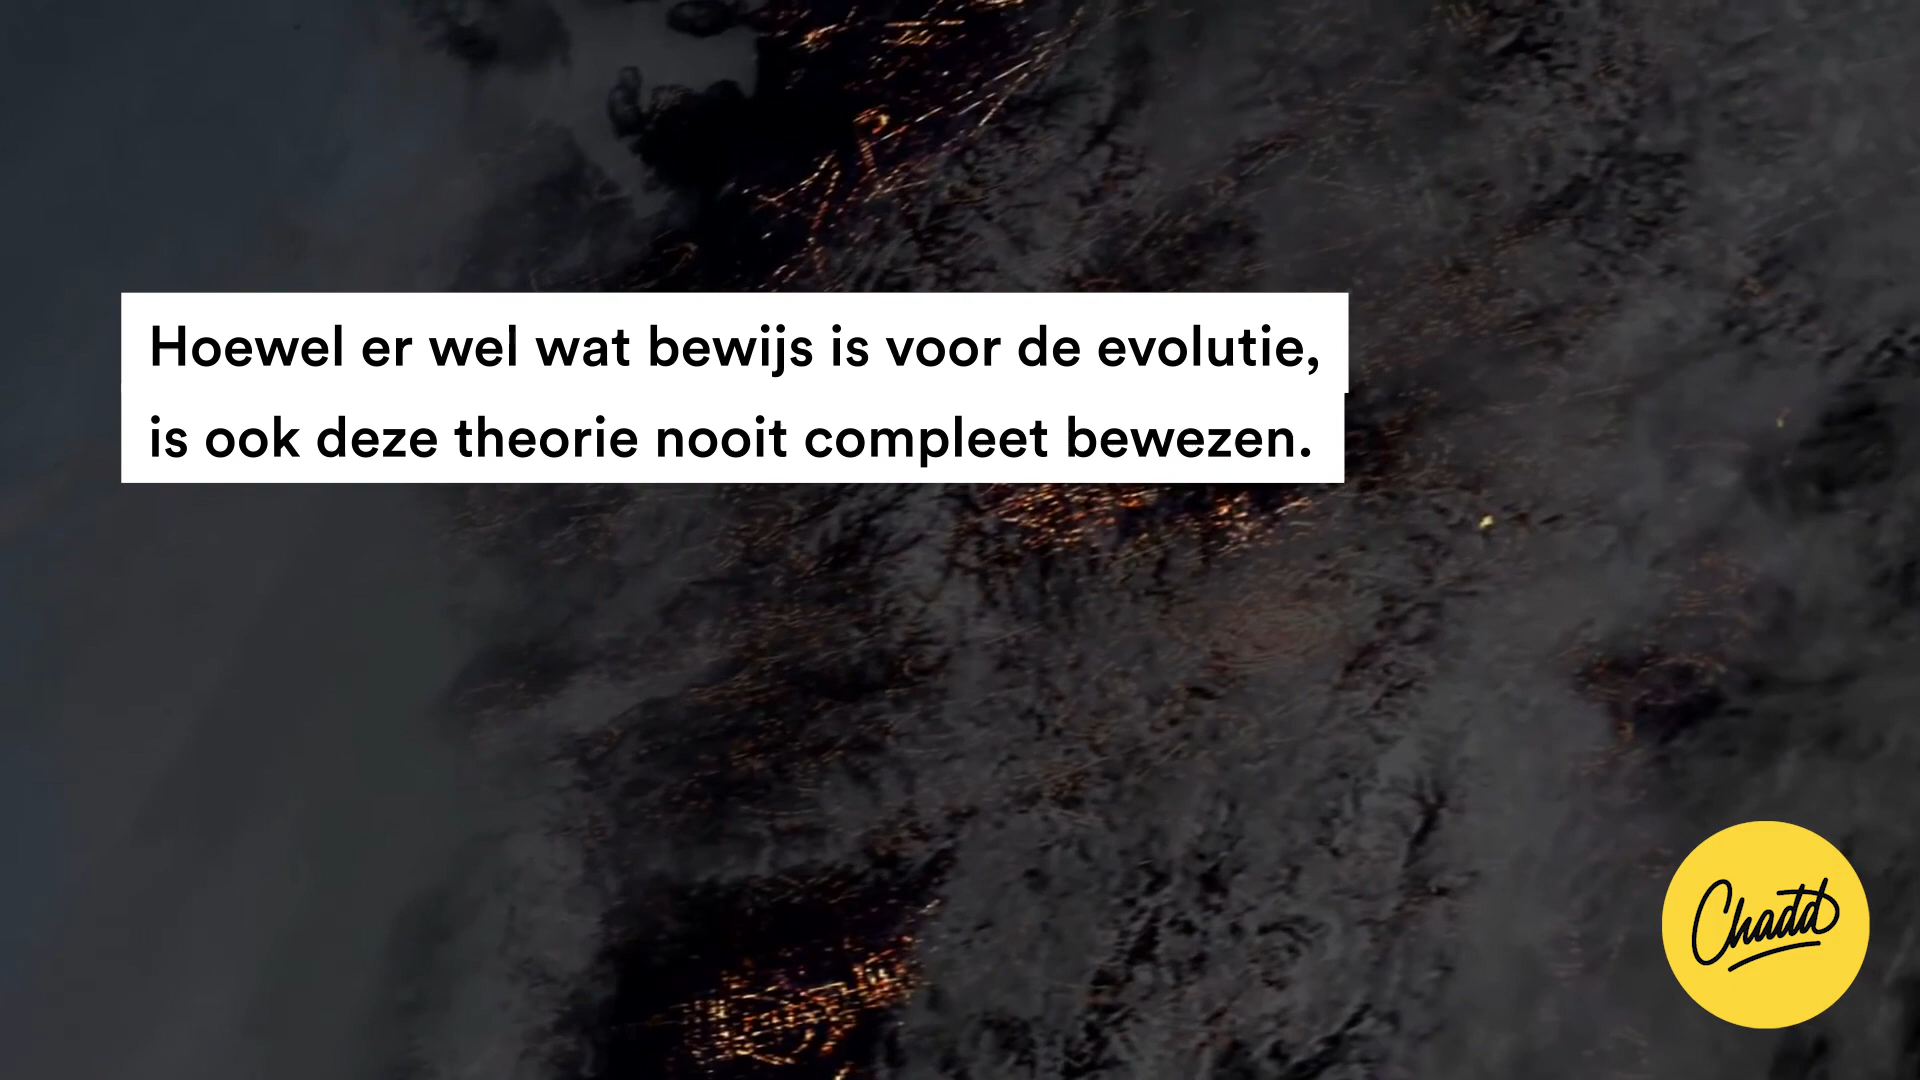 Hoewel er wel wat bewijs is voor de evolutie,
is ook deze theorie nooit compleet bewezen.
Chadd